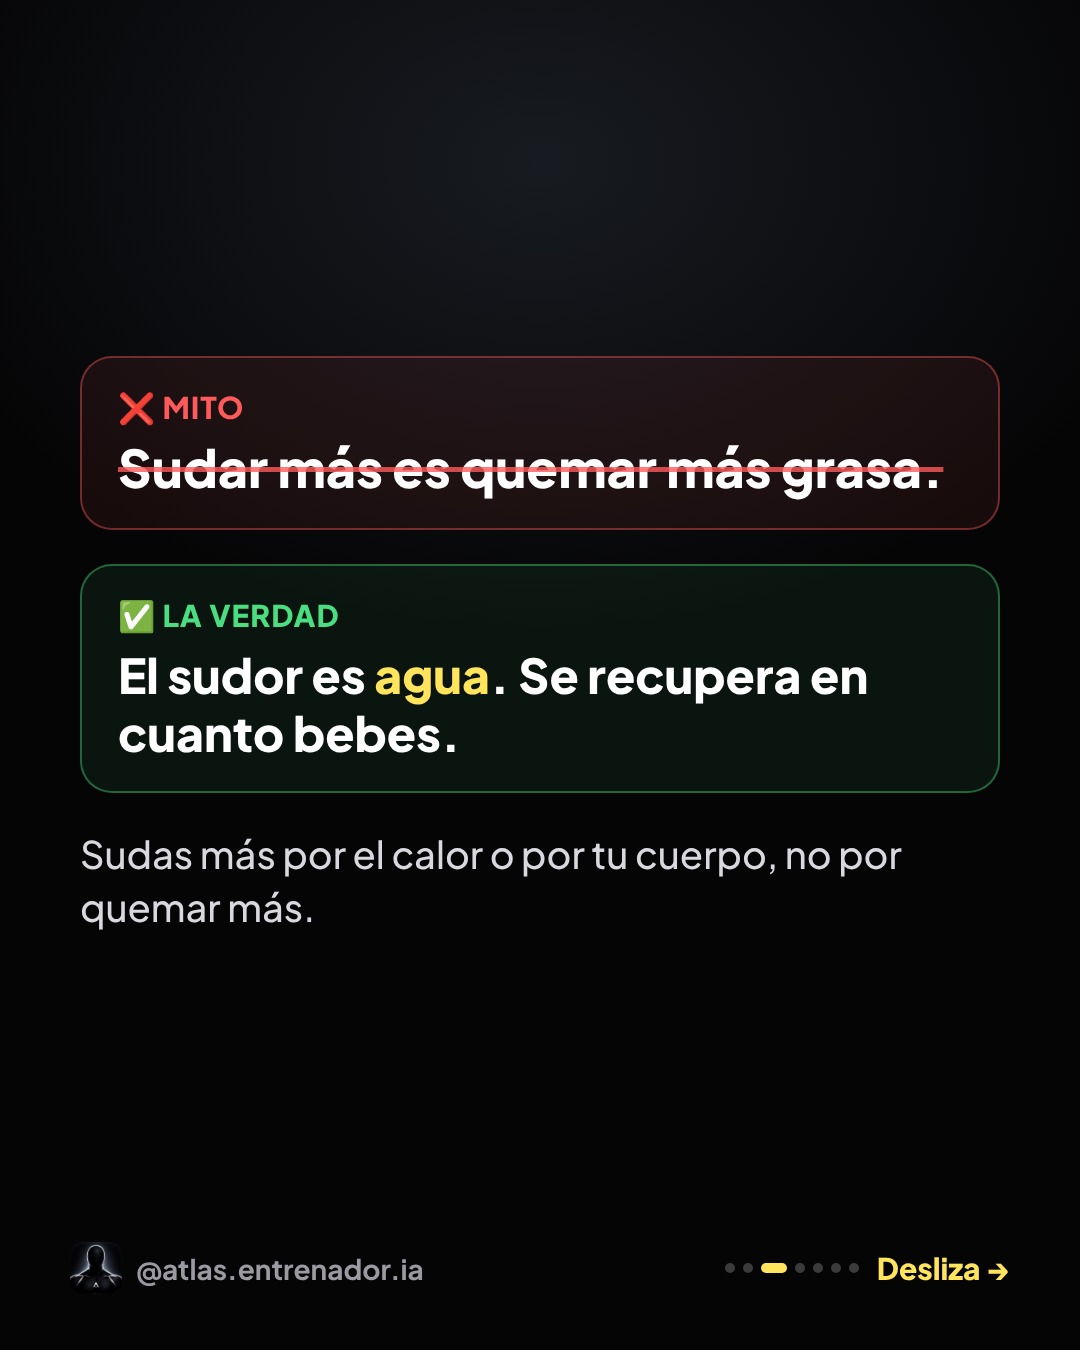 ❌ MITO
Sudar más es quemar más grasa.
✅ LA VERDAD
El sudor es agua. Se recupera en
cuanto bebes.
Sudas más por el calor o por tu cuerpo, no por
quemar más.
@atlas.entrenador.ia
Desliza →